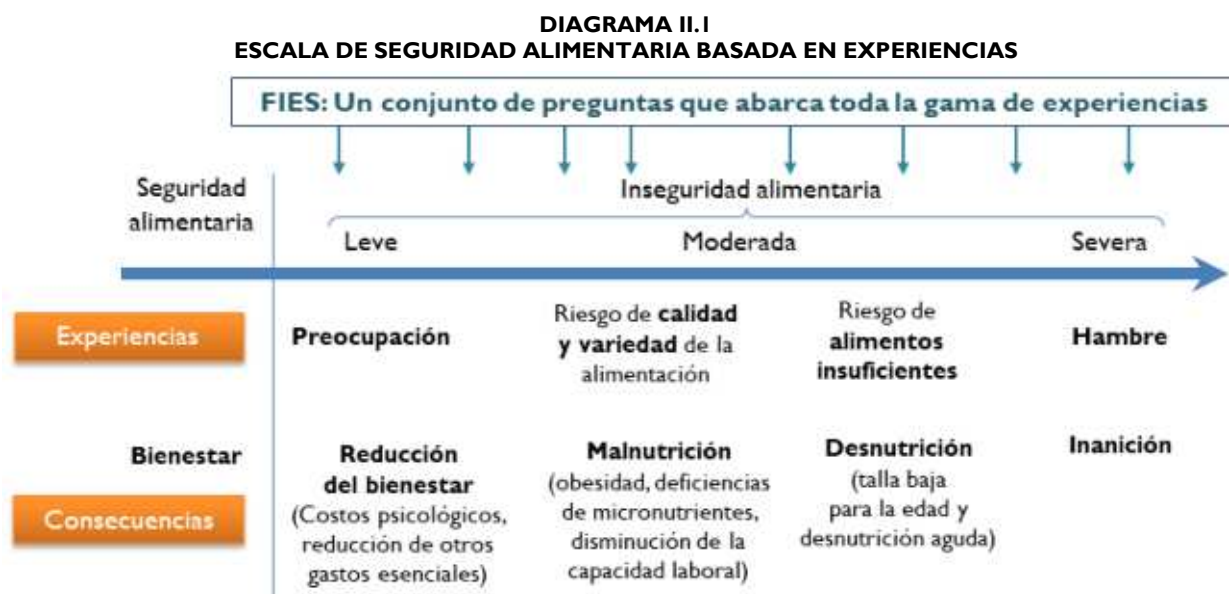 DIAGRAMA II.1
ESCALA DE SEGURIDAD ALIMENTARIA BASADA EN EXPERIENCIAS
FIES: Un conjunto de preguntas que abarca toda la gama de experiencias
Seguridad
alimentaria
Inseguridad alimentaria
Leve
Moderada
Severa
Experiencias
Preocupación
Riesgo de calidad
y variedad de la
alimentación
Riesgo de
alimentos
insuficientes
Hambre
Consecuencias
Bienestar
Reducción
del bienestar
(Costos psicológicos,
reducción de otros
gastos esenciales)
Malnutrición
(obesidad, deficiencias
de micronutrientes,
disminución de la
capacidad laboral)
Desnutrición
(talla baja
para la edad y
desnutrición aguda)
Inanición